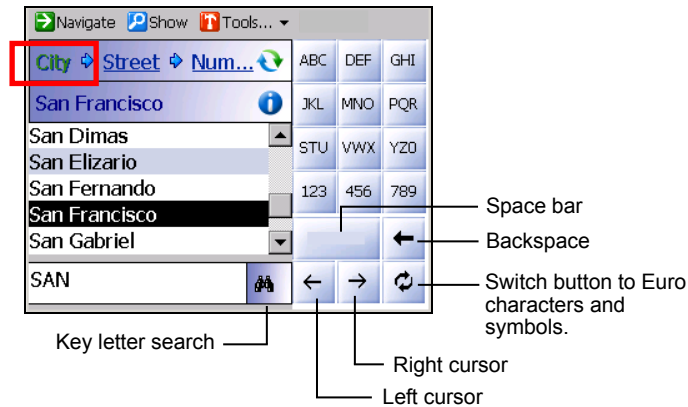 Navigate Show Tools...
City Street Num...
ABC DEF GHI
San Francisco
JKL MNO PQR
San Dimas
STU VWX YZ0
San Elizario
San Fernando
123 456 789
San Francisco
Space bar
San Gabriel
Backspace
SAN
Switch button to Euro
characters and
symbols.
Key letter search
Right cursor
Left cursor